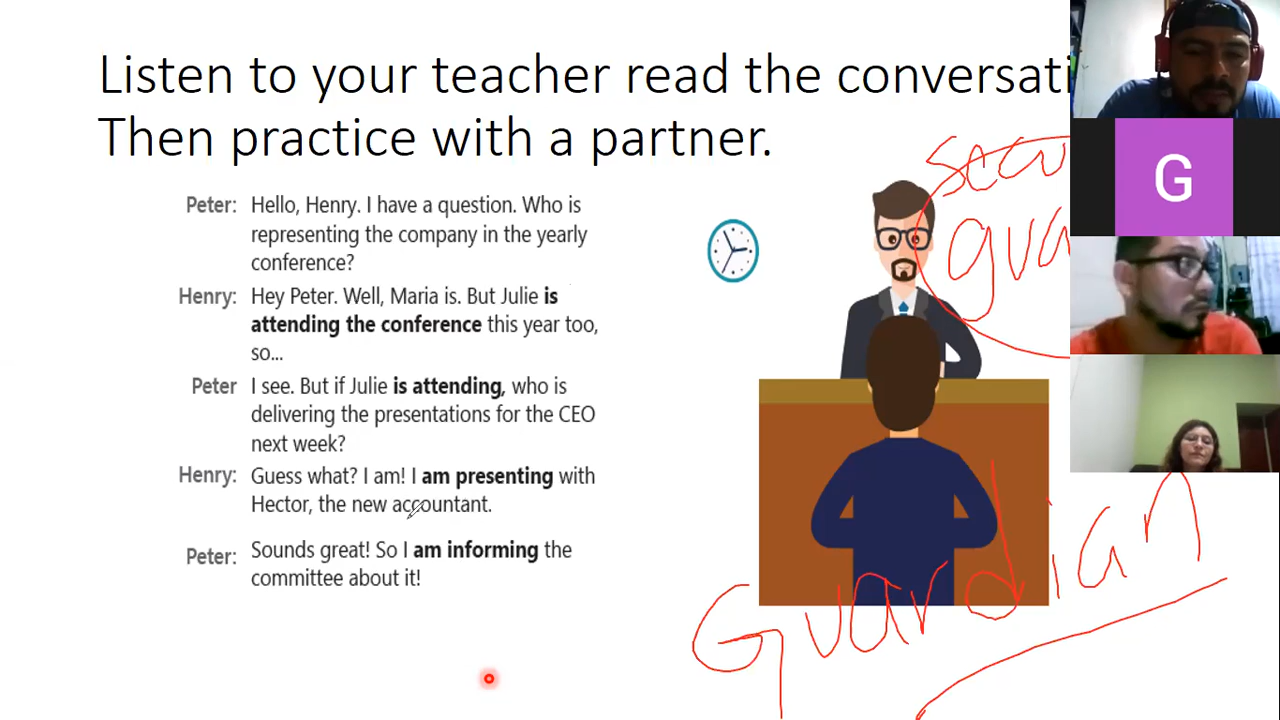 Listen to your teacher read the
Then practice with a partner.
Peter: Hello, Henry. I have a question. Who is
representing the company in the yearly
conference?
Henry: Hey Peter. Well, Maria is. But Julie is
attending the conference this year too,
so...
Peter I see. But if Julie is attending, who is
delivering the presentations for the CEO
next week?
Henry: Guess what? I am! I am presenting with
Hector, the new accountant.
Peter: Sounds great! So I am informing the
committee about it!
G
Guardian